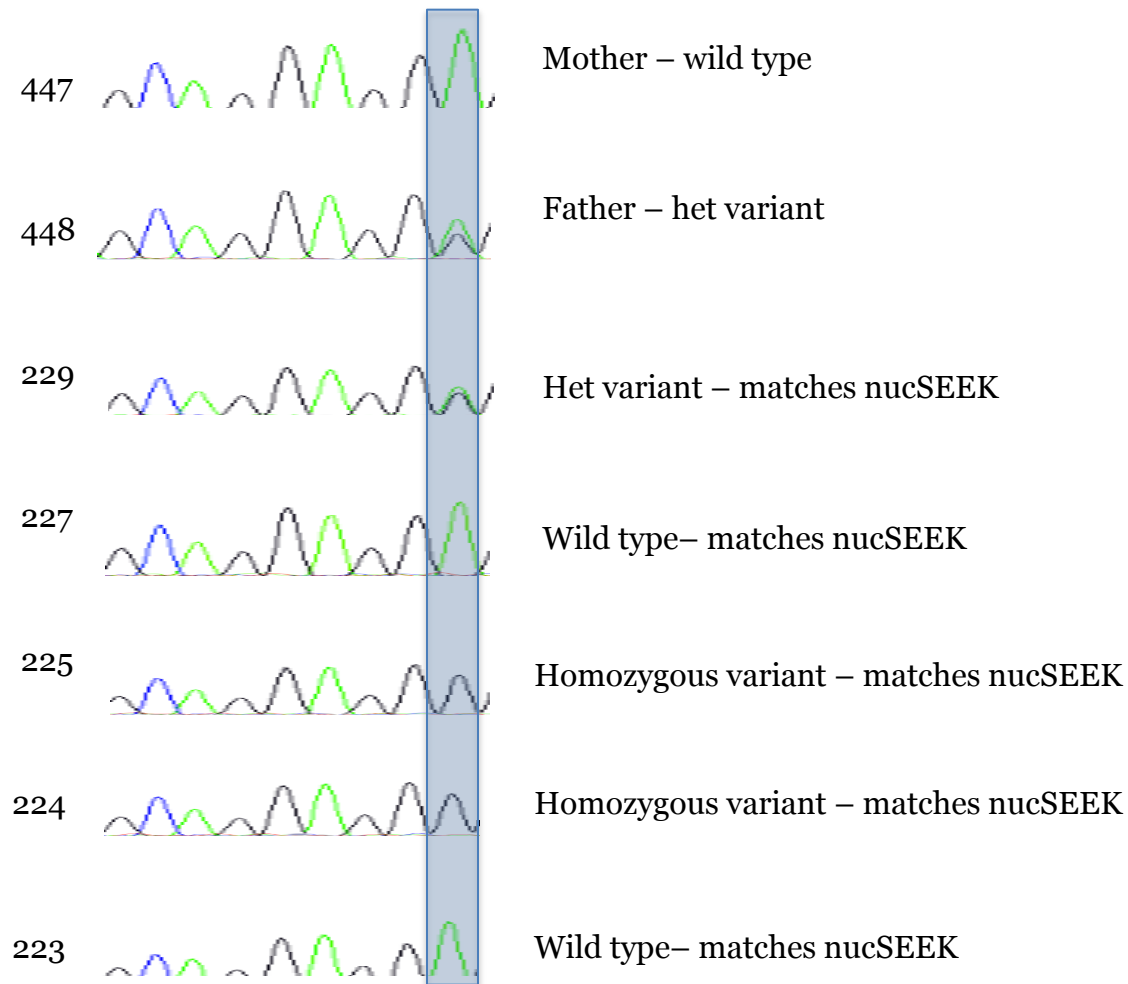 447 Mother – wild type
448 Father – het variant
229 Het variant – matches nucSEEK
227 Wild type– matches nucSEEK
225 Homozygous variant – matches nucSEEK
224 Homozygous variant – matches nucSEEK
223 Wild type– matches nucSEEK